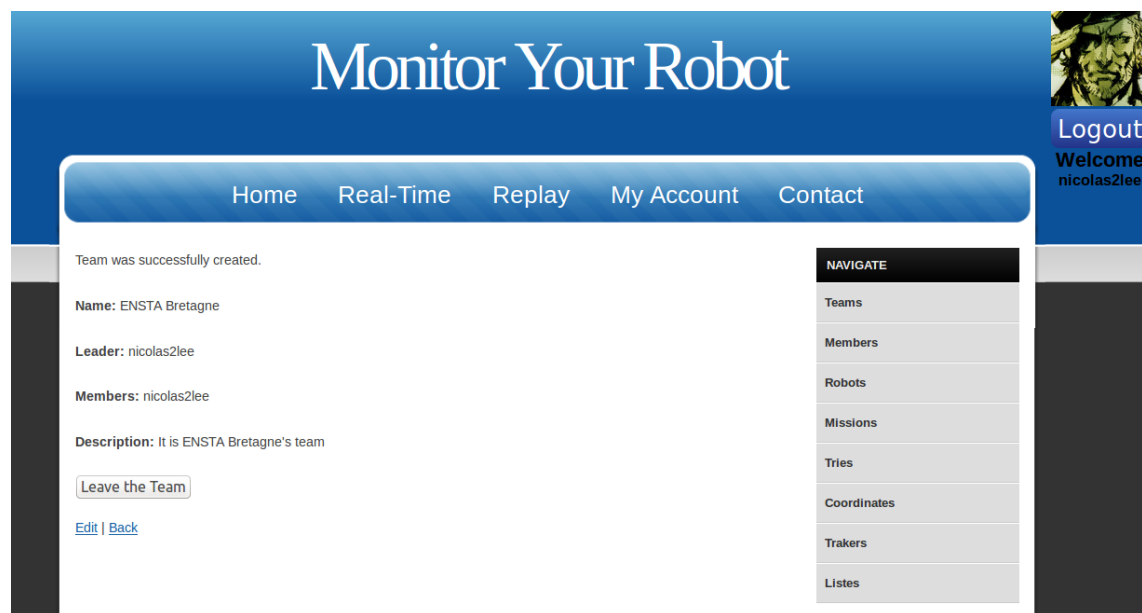 Monitor Your Robot
Logout
Welcome
nicolas2lee
Home Real-Time Replay My Account Contact
Team was successfully created.
Name: ENSTA Bretagne
Leader: nicolas2lee
Members: nicolas2lee
Description: It is ENSTA Bretagne's team
Leave the Team
Edit | Back
NAVIGATE
Teams
Members
Robots
Missions
Tries
Coordinates
Trakers
Listes